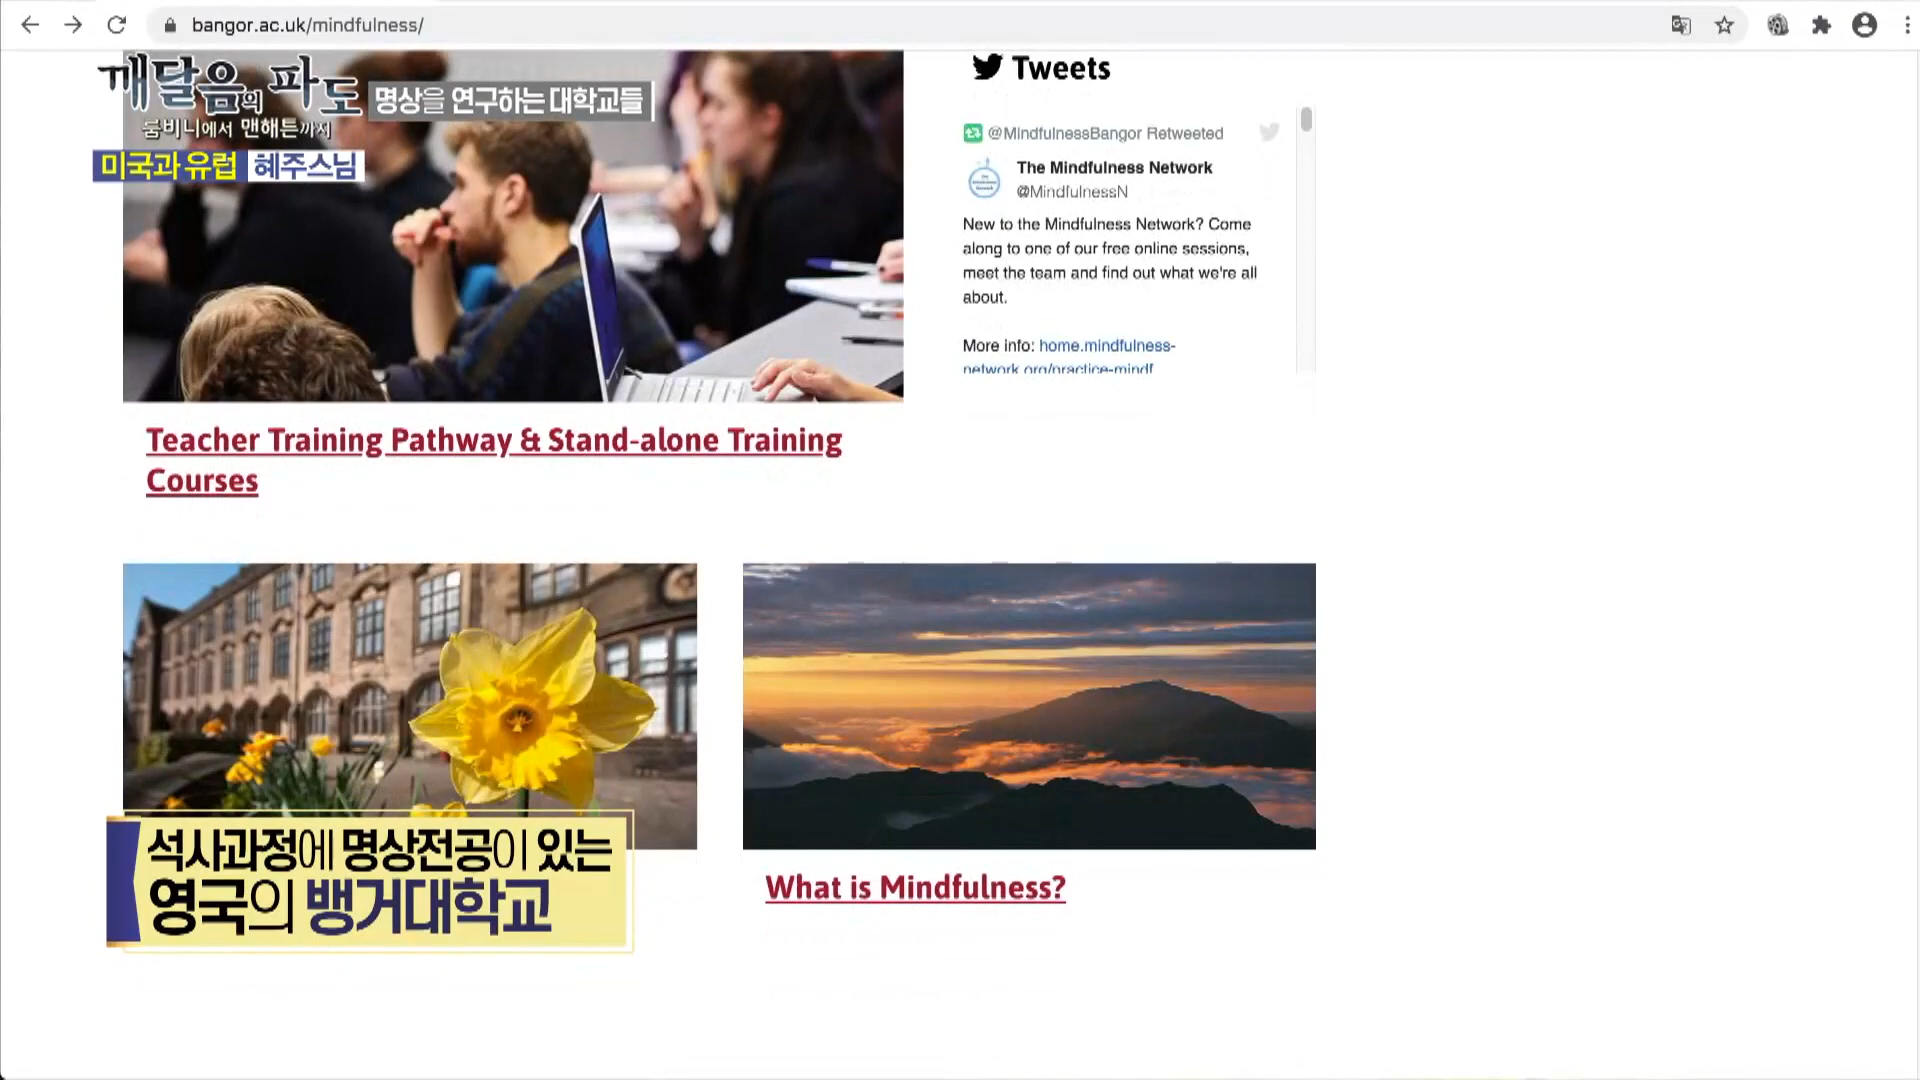 bangor.ac.uk/mindfulness/
깨달음의 파도
룸비니에서 맨해튼까지
명상을 연구하는 대학교들
미국과 유럽 혜주스님
Tweets
@MindfulnessBangor Retweeted
The Mindfulness Network
@MindfulnessN
New to the Mindfulness Network? Come
along to one of our free online sessions,
meet the team and find out what we're all
about.
More info: home.mindfulness-
network.org/practice-mindf
Teacher Training Pathway & Stand-alone Training
Courses
석사과정에 명상전공이 있는
영국의 뱅거대학교
What is Mindfulness?